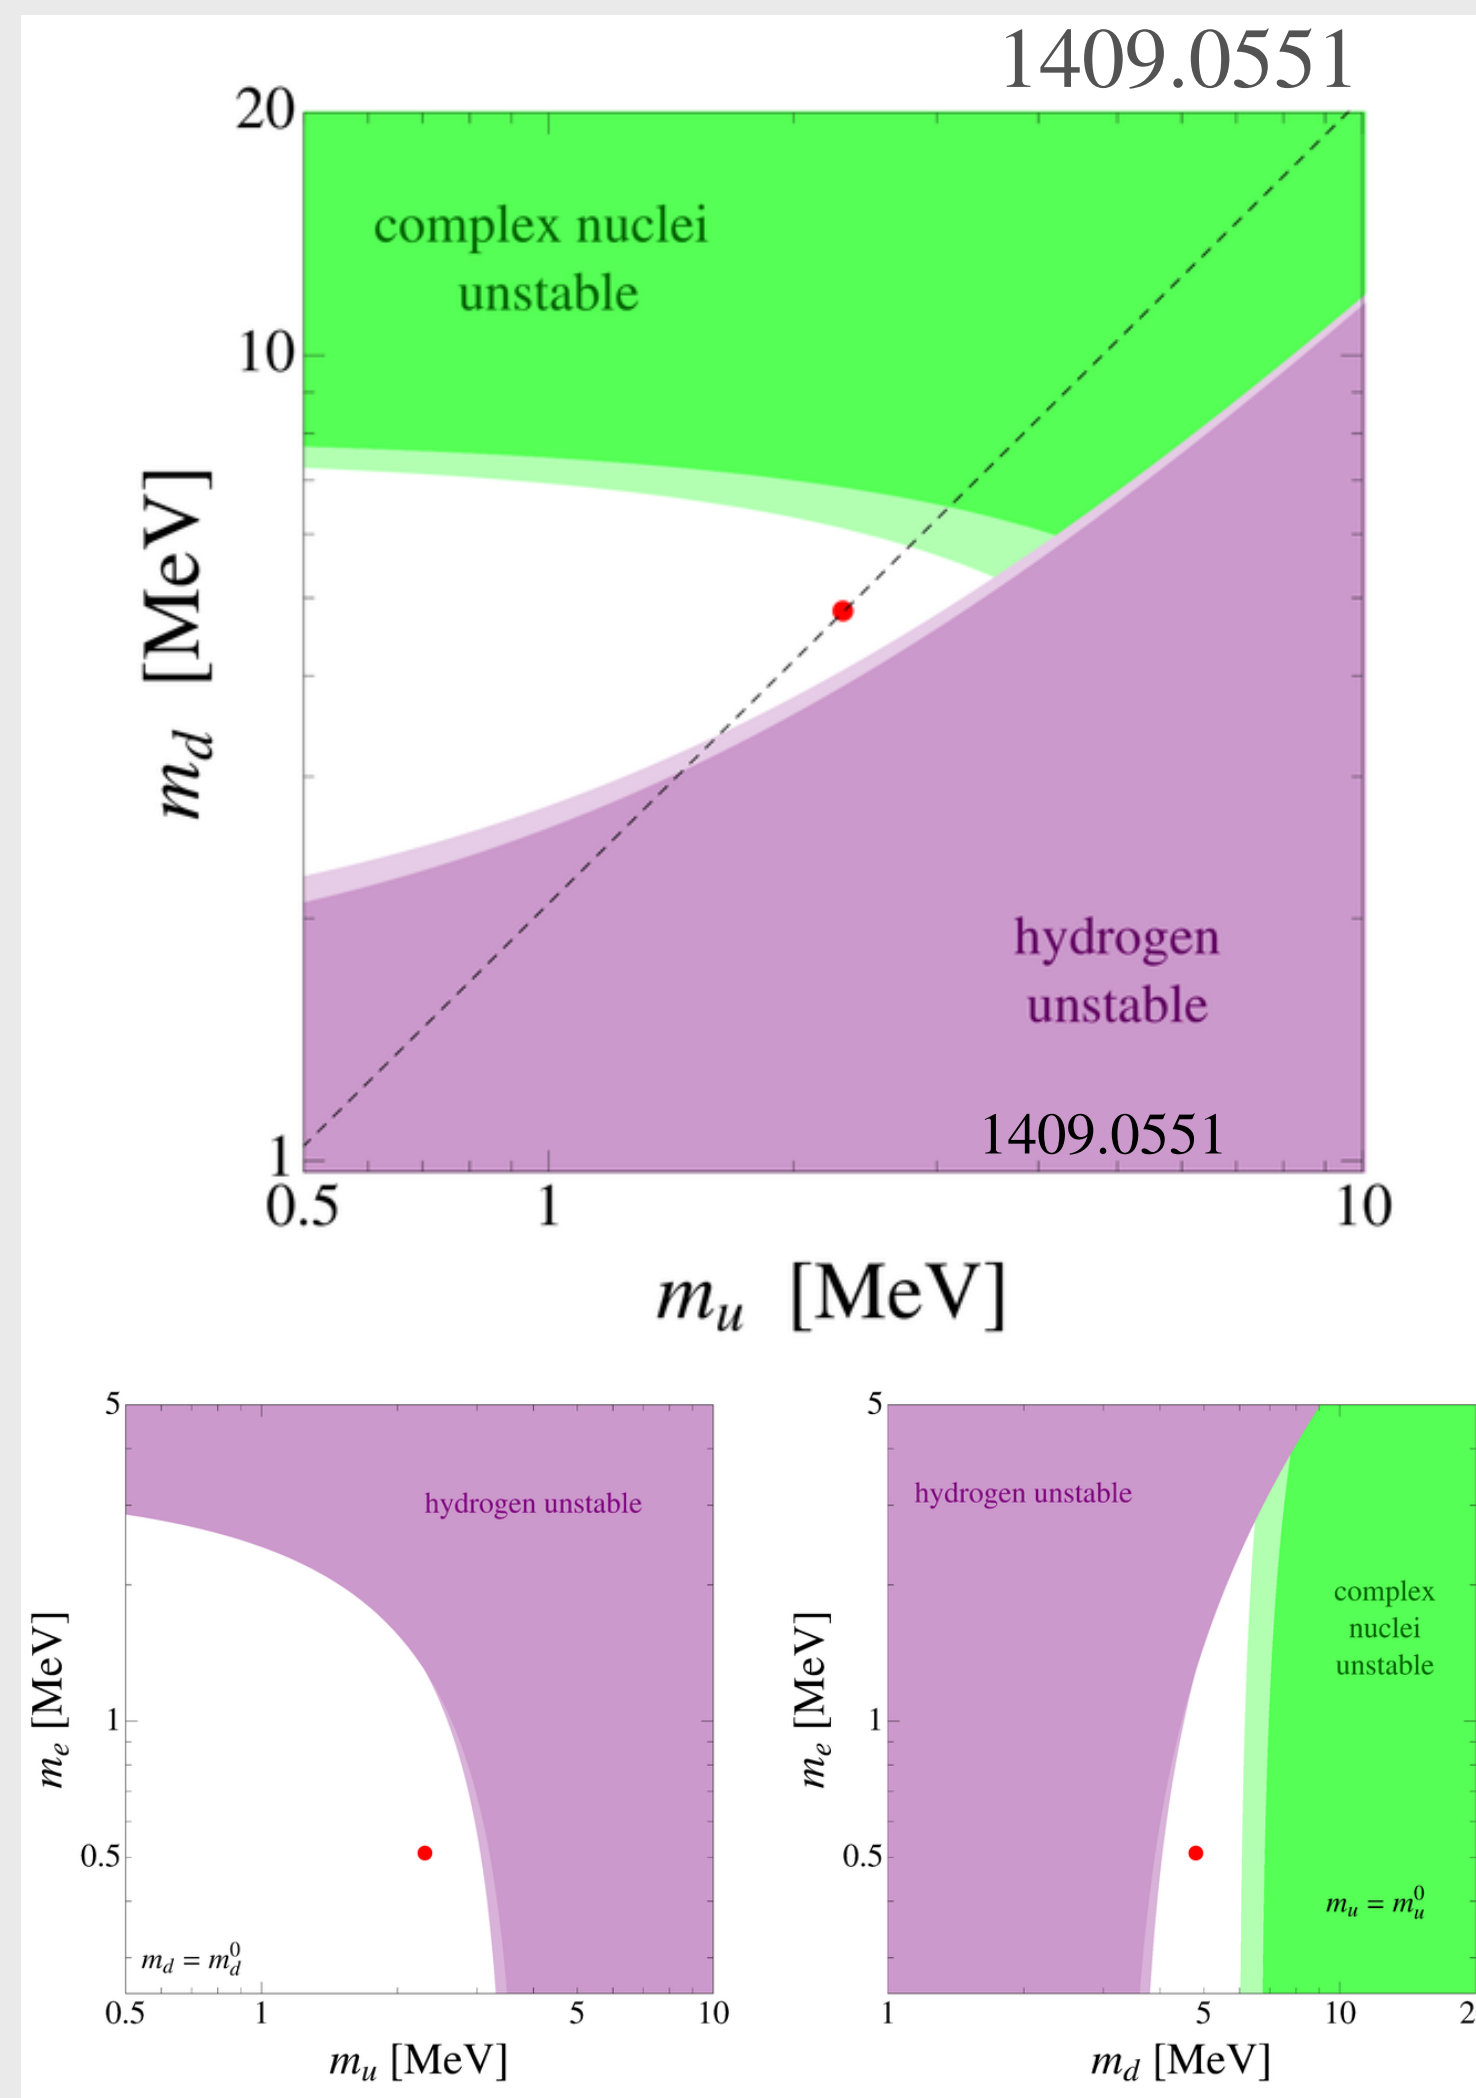 1409.0551
20
complex nuclei
unstable
10
m_d [MeV]
hydrogen
unstable
1409.0551
1
0.5 1 10
m_u [MeV]
5
hydrogen unstable
m_e [MeV]
1
0.5
m_d = m_d^0
0.5 1 5 10
m_u [MeV]
5
hydrogen unstable
complex
nuclei
unstable
m_e [MeV]
1
0.5
m_u = m_u^0
1 5 10 2
m_d [MeV]